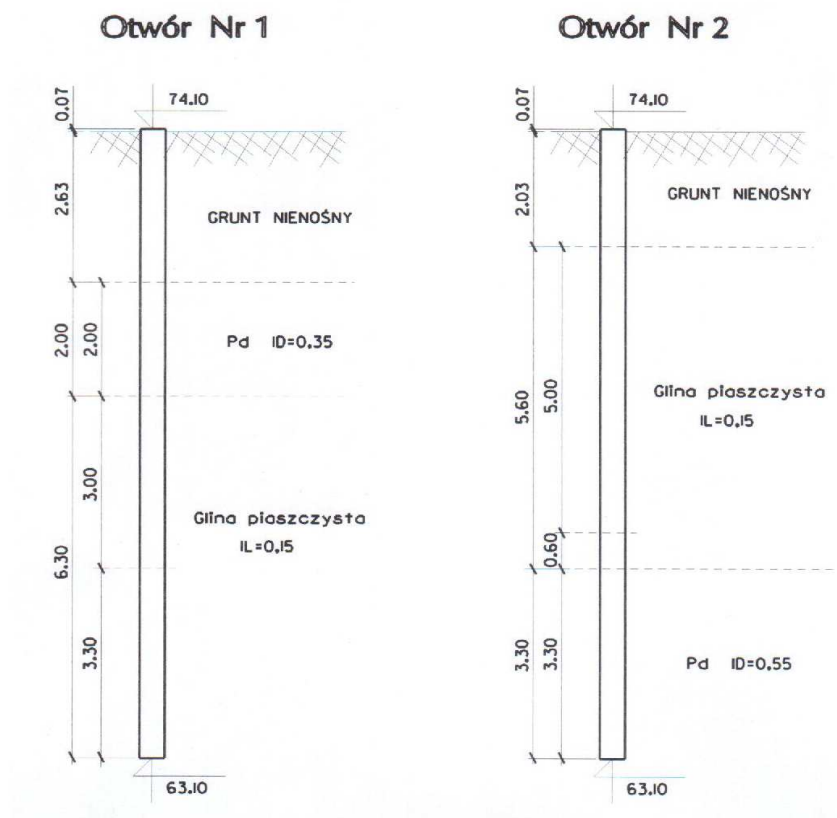 Otwór Nr 1
0.07
74.10
2.63
GRUNT NIENOŚNY
2.00
2.00
Pd ID=0.35
3.00
Glina piaszczysta
IL=0.15
6.30
3.30
63.10
Otwór Nr 2
0.07
74.10
2.03
GRUNT NIENOŚNY
5.60
5.00
Glina piaszczysta
IL=0.15
0.60
3.30
3.30
Pd ID=0.55
63.10